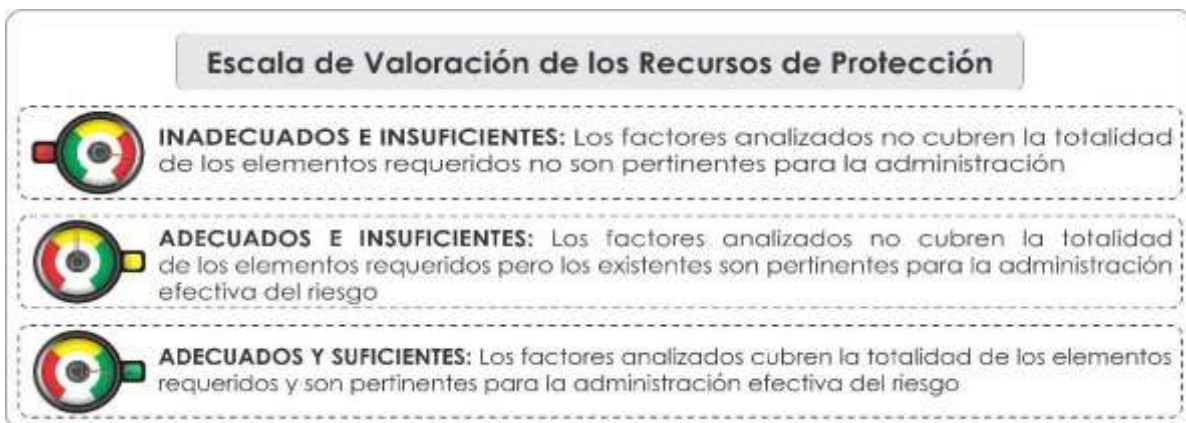 Escala de Valoración de los Recursos de Protección
INADECUADOS E INSUFICIENTES: Los factores analizados no cubren la totalidad
de los elementos requeridos no son pertinentes para la administración
ADECUADOS E INSUFICIENTES: Los factores analizados no cubren la totalidad
de los elementos requeridos pero los existentes son pertinentes para la administración
efectiva del riesgo
ADECUADOS Y SUFICIENTES: Los factores analizados cubren la totalidad de los elementos
requeridos y son pertinentes para la administración efectiva del riesgo